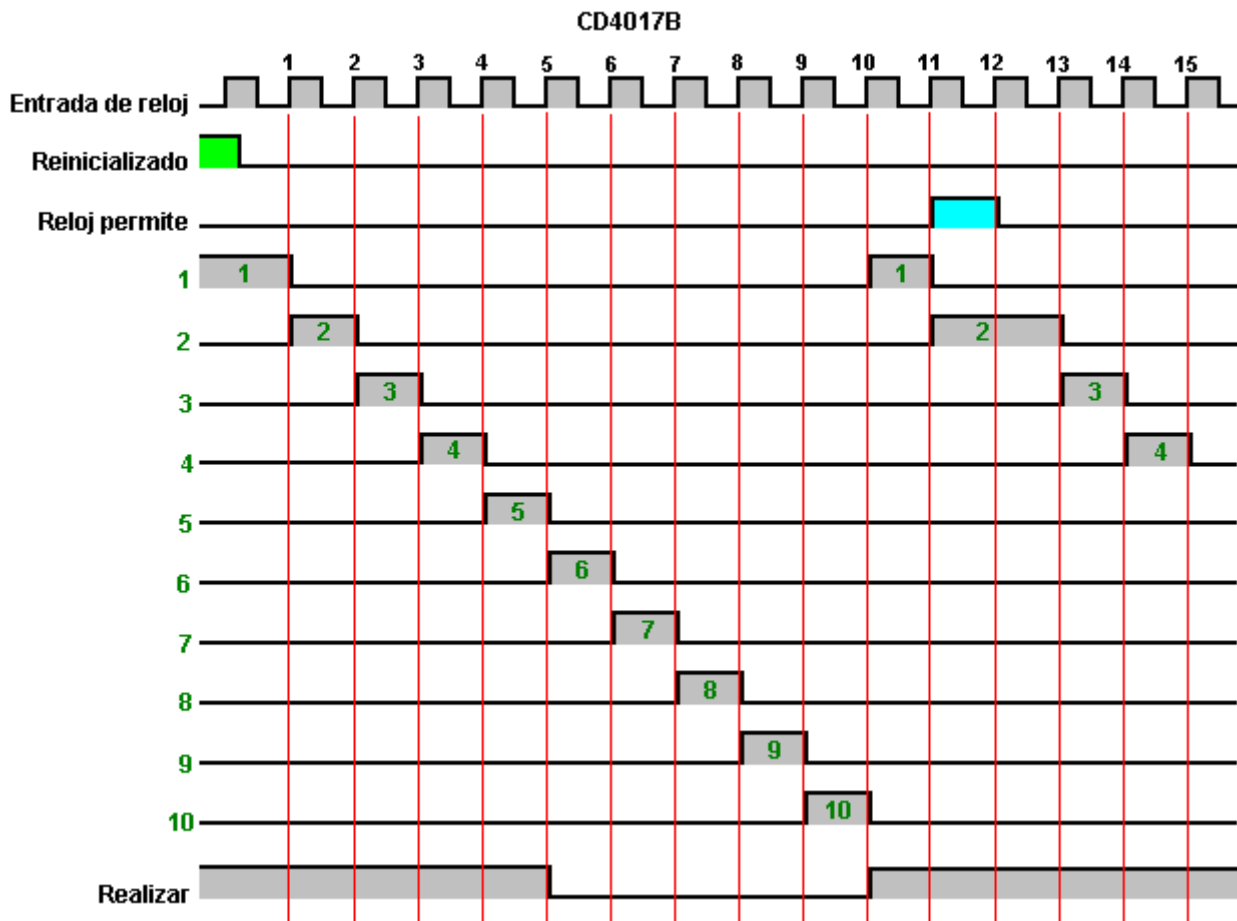 CD4017B
1 2 3 4 5 6 7 8 9 10 11 12 13 14 15
Entrada de reloj
Reinicializado
Reloj permite
1 1 1
2 2 2
3 3 3
4 4 4
5 5
6 6
7 7
8 8
9 9
10 10
Realizar